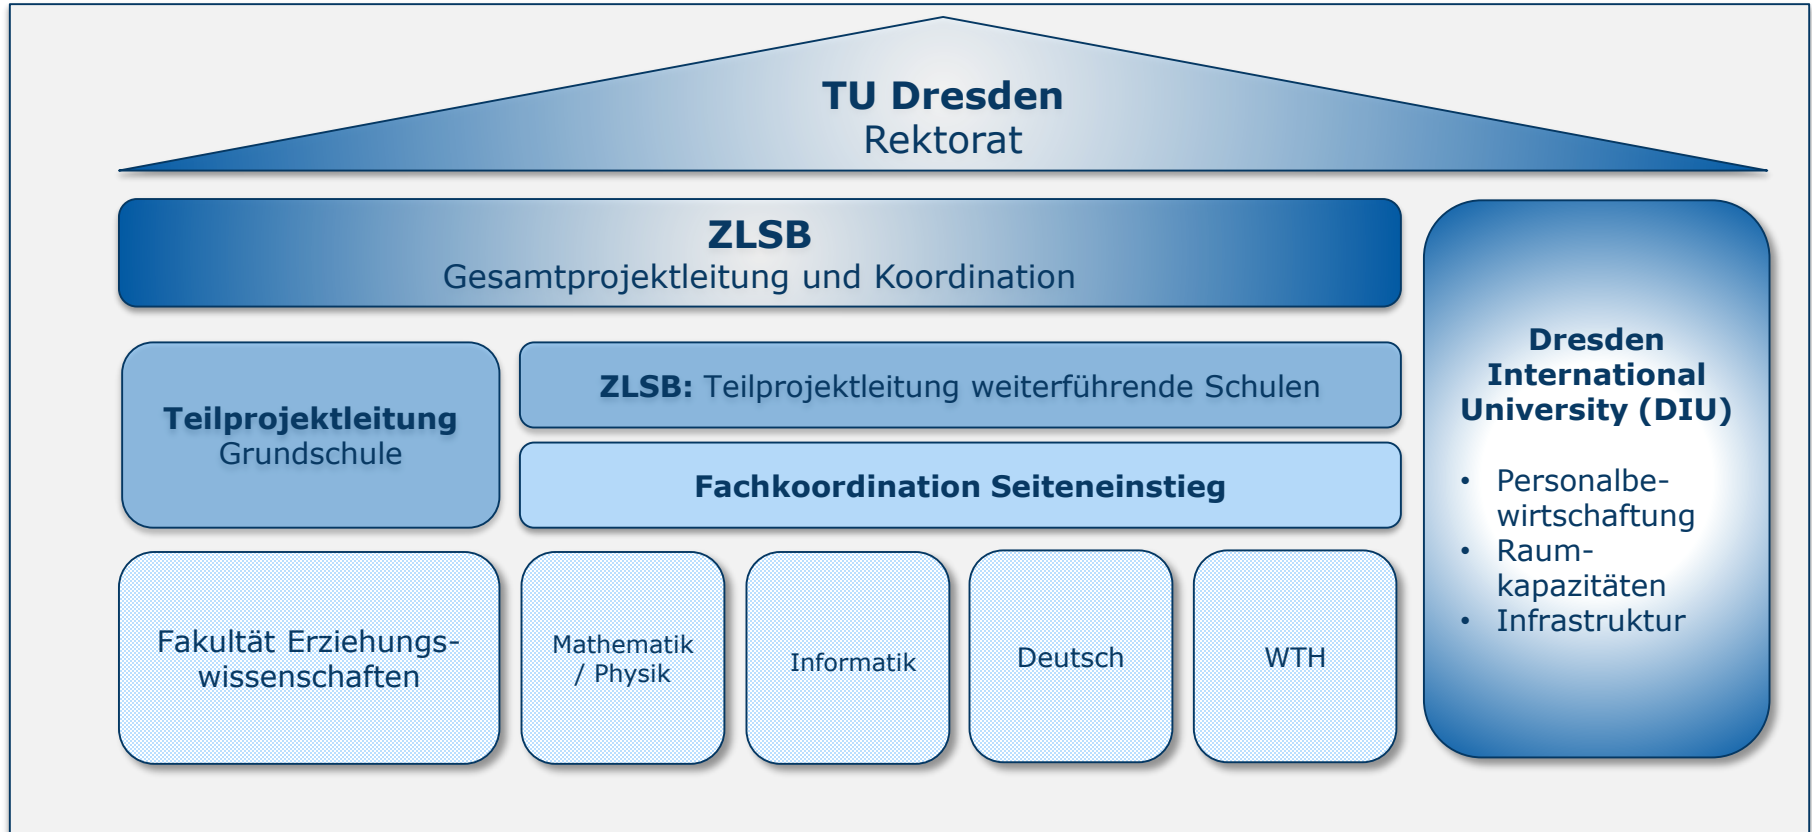 TU Dresden
Rektorat
ZLSB
Gesamtprojektleitung und Koordination
Teilprojektleitung
Grundschule
ZLSB: Teilprojektleitung weiterführende Schulen
Fachkoordination Seiteneinstieg
Fakultät Erziehungs-
wissenschaften
Mathematik
/ Physik
Informatik
Deutsch
WTH
Dresden
International
University (DIU)
• Personalbe-
wirtschaftung
• Raum-
kapazitäten
• Infrastruktur